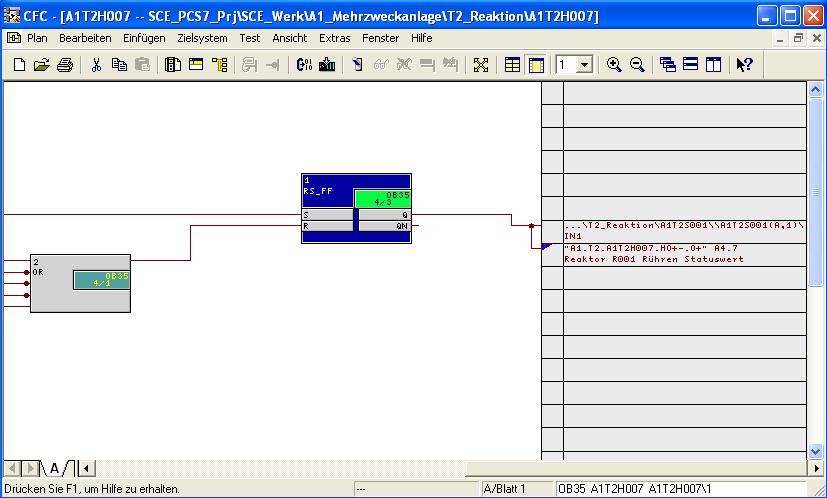 CFC - [A1T2H007 -- SCE_PCS7_Prj\SCE_Werk\A1_Mehrzweckanlage\T2_Reaktion\A1T2H007]
Plan Bearbeiten Einfügen Zielsystem Test Ansicht Extras Fenster Hilfe
1
1
RS_FF
OB35
4/3
S Q
R QN
...\T2_Reaktion\A1T2S001\\A1T2S001(A,1)\
IN1
"A1.T2.A1T2H007.H0+-.O+" A4.7
Reaktor R001 Rühren Statuswert
2
OR
OB35
4/1
A
Drücken Sie F1, um Hilfe zu erhalten. --- A/Blatt 1 OB35 A1T2H007 A1T2H007\1